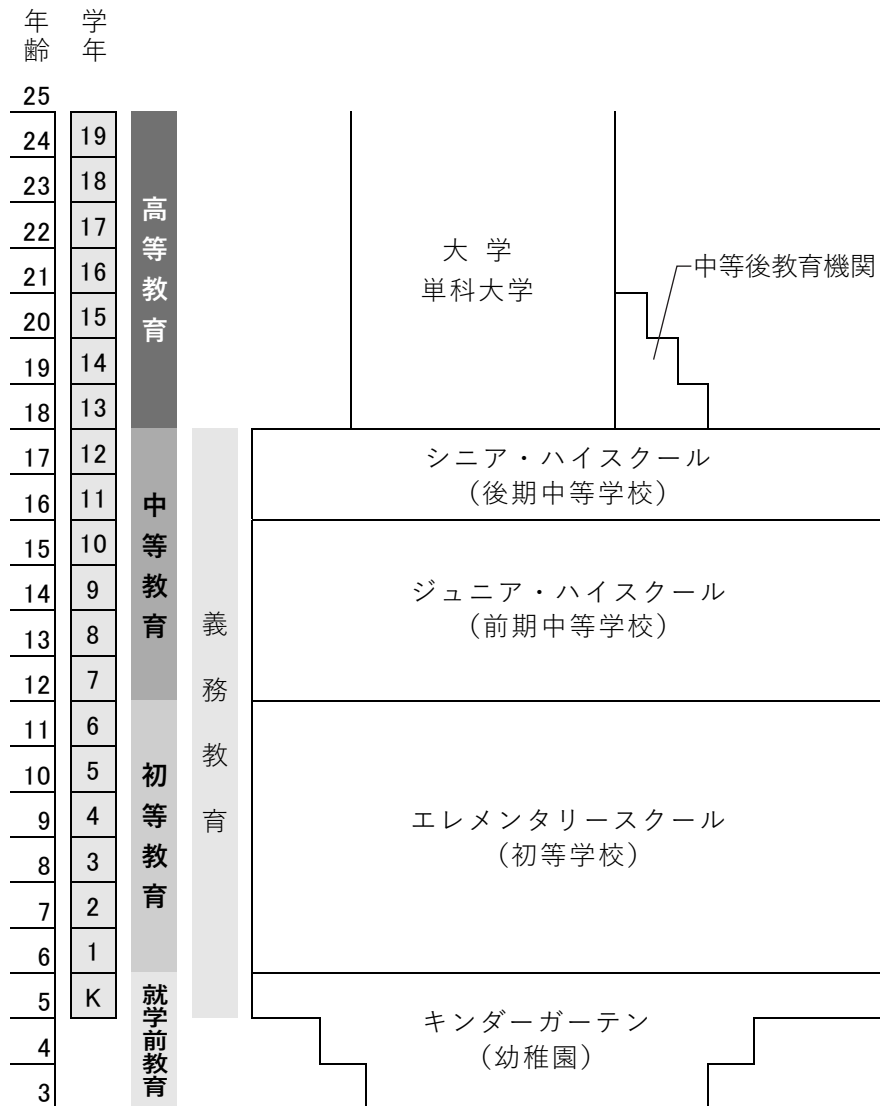 年齢
学年
25
24 19
23 18
22 17
21 16
20 15
19 14
18 13
17 12
16 11
15 10
14 9
13 8
12 7
11 6
10 5
9 4
8 3
7 2
6 1
5 K
4
3
高等教育
中等教育
初等教育
就学前教育
義務教育
大 学
単科大学
中等後教育機関
シニア・ハイスクール
（後期中等学校）
ジュニア・ハイスクール
（前期中等学校）
エレメンタリースクール
（初等学校）
キンダーガーテン
（幼稚園）